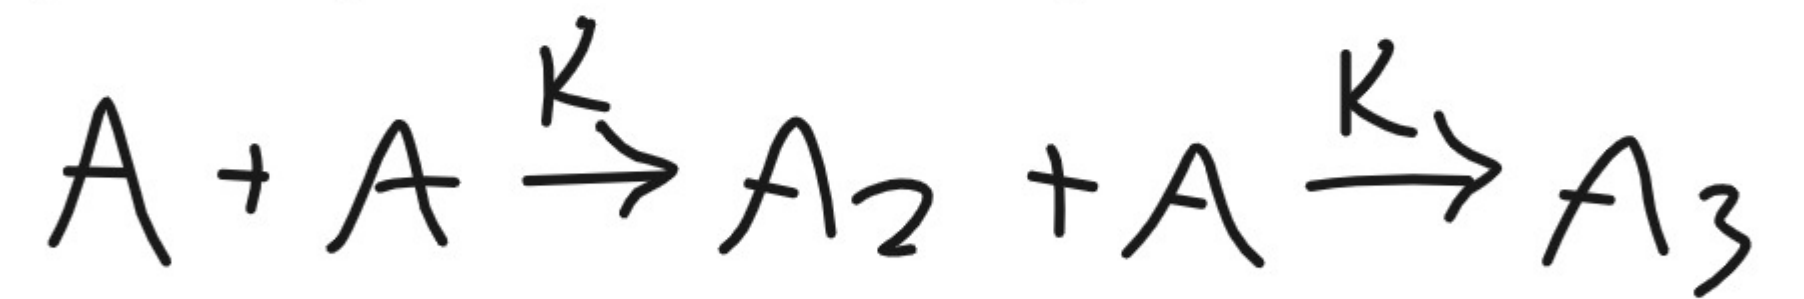 A + A →K A₂ + A →K A₃